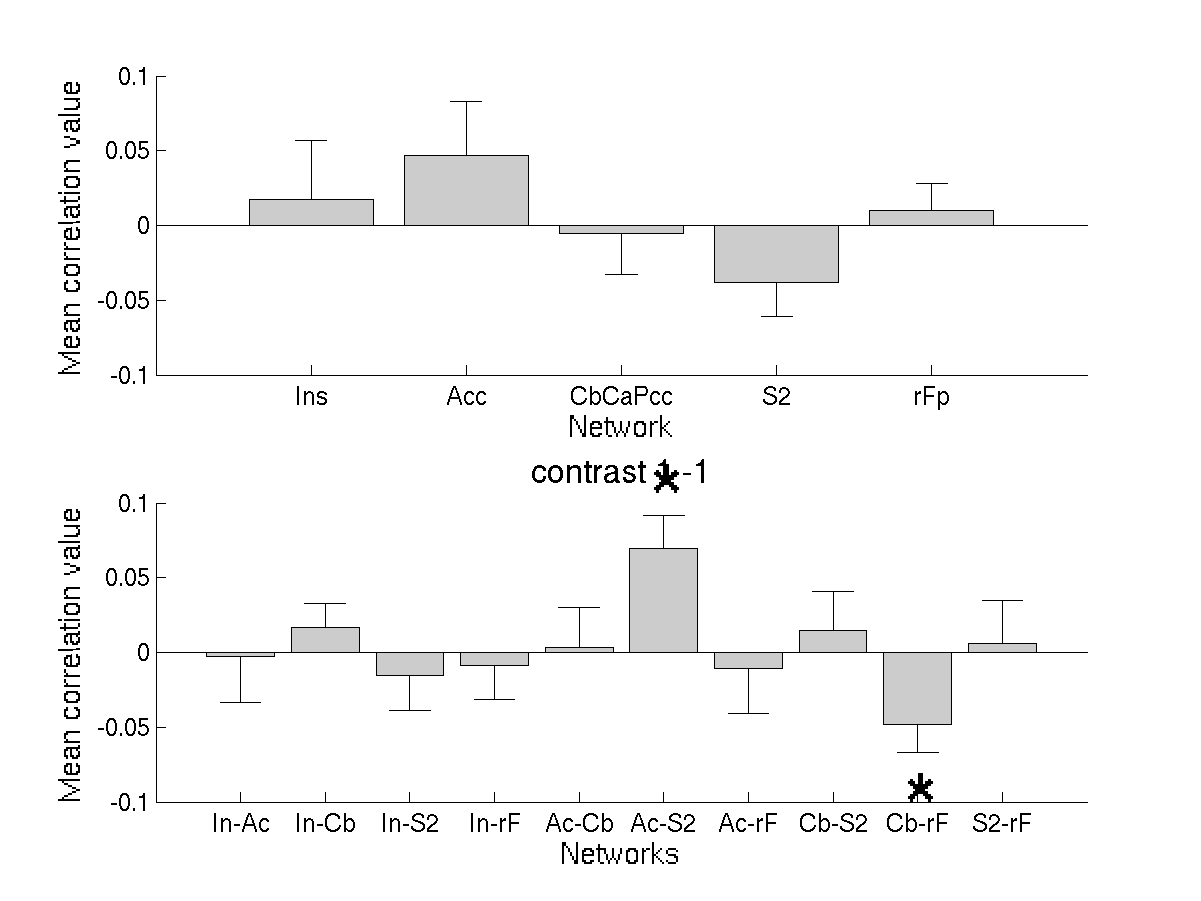 Mean correlation value
0.1
0.05
0
-0.05
-0.1
Ins Acc CbCaPcc S2 rFp
Network
contrast 1 -1
Mean correlation value
0.1
0.05
0
-0.05
-0.1
In-Ac In-Cb In-S2 In-rF Ac-Cb Ac-S2 Ac-rF Cb-S2 Cb-rF S2-rF
Networks